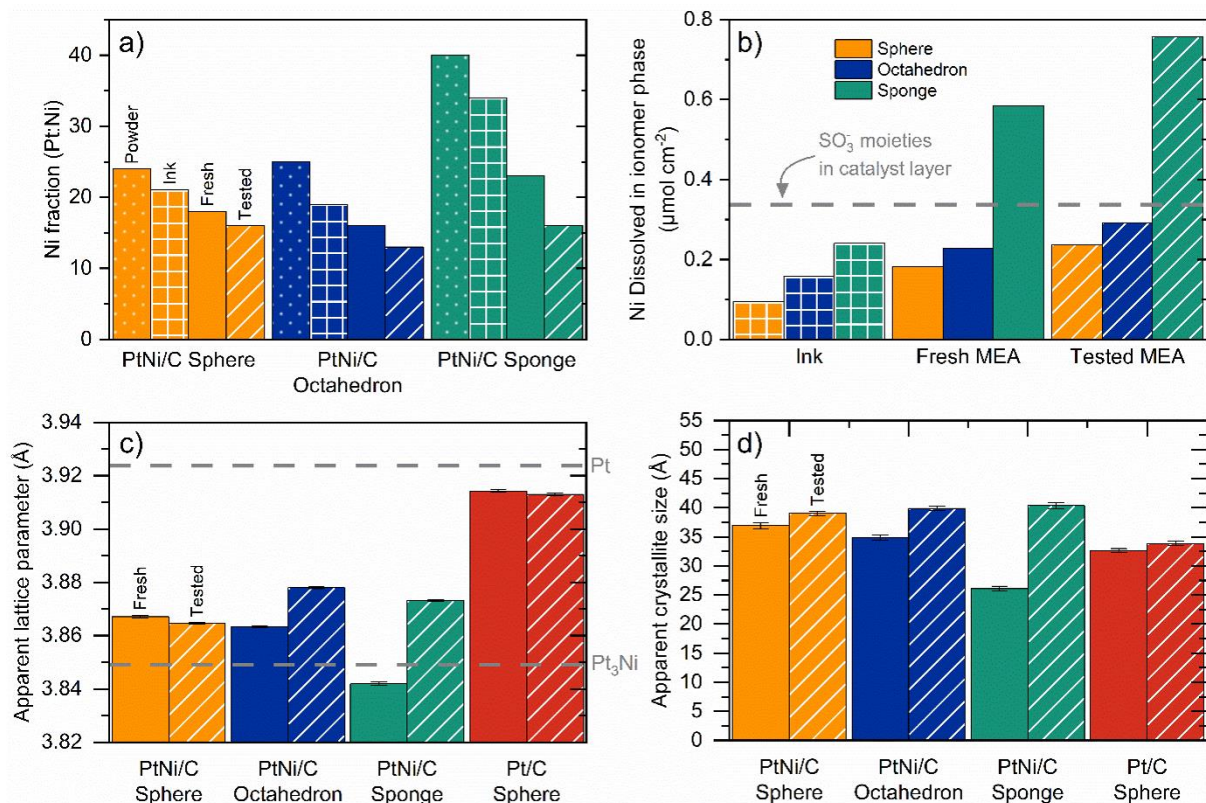 a)
Ni fraction (Pt:Ni)
40
30
20
10
0
Powder
Ink
Fresh
Tested
PtNi/C Sphere
PtNi/C
Octahedron
PtNi/C Sponge
b)
Ni Dissolved in ionomer phase
(μmol cm⁻²)
0.8
0.6
0.4
0.2
0.0
Sphere
Octahedron
Sponge
SO₃⁻ moieties
in catalyst layer
Ink
Fresh MEA
Tested MEA
c)
Apparent lattice parameter (Å)
3.94
3.92
3.90
3.88
3.86
3.84
3.82
Pt
Pt₃Ni
Fresh
Tested
PtNi/C
Sphere
PtNi/C
Octahedron
PtNi/C
Sponge
Pt/C
Sphere
d)
Apparent crystallite size (Å)
55
50
45
40
35
30
25
20
15
10
5
0
Fresh
Tested
PtNi/C
Sphere
PtNi/C
Octahedron
PtNi/C
Sponge
Pt/C
Sphere